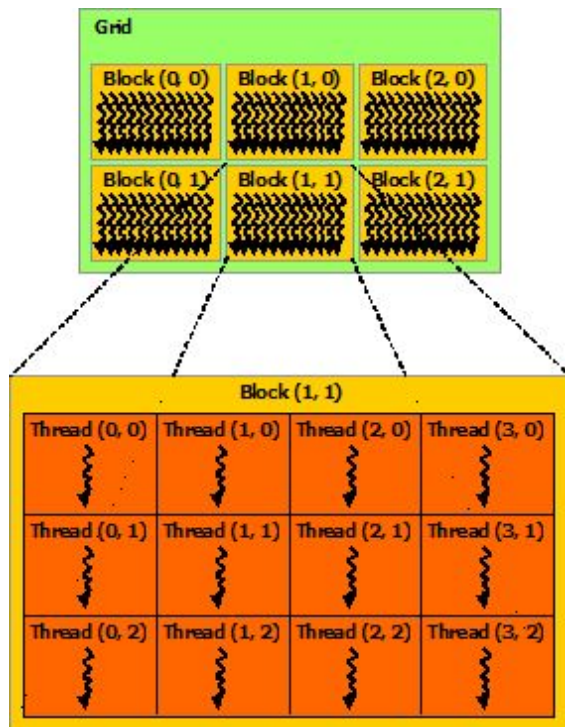 Grid
Block (0, 0) Block (1, 0) Block (2, 0)
Block (0, 1) Block (1, 1) Block (2, 1)
Block (1, 1)
Thread (0, 0) Thread (1, 0) Thread (2, 0) Thread (3, 0)
Thread (0, 1) Thread (1, 1) Thread (2, 1) Thread (3, 1)
Thread (0, 2) Thread (1, 2) Thread (2, 2) Thread (3, 2)